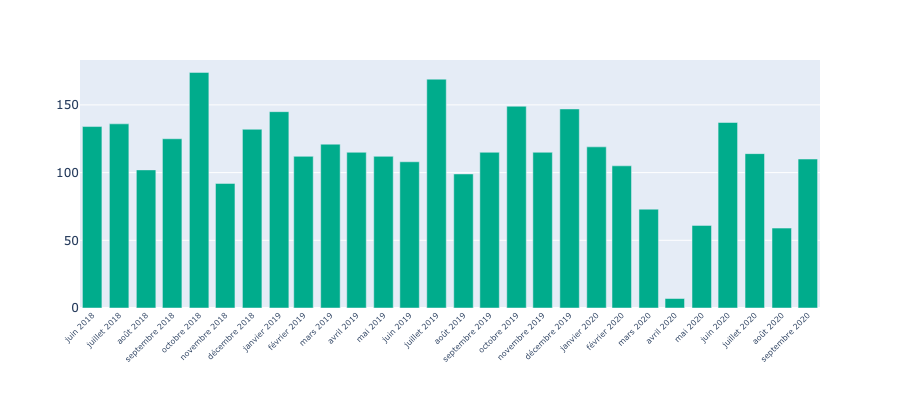 150
100
50
0
juin 2018
juillet 2018
août 2018
septembre 2018
octobre 2018
novembre 2018
décembre 2018
janvier 2019
février 2019
mars 2019
avril 2019
mai 2019
juin 2019
juillet 2019
août 2019
septembre 2019
octobre 2019
novembre 2019
décembre 2019
janvier 2020
février 2020
mars 2020
avril 2020
mai 2020
juin 2020
juillet 2020
août 2020
septembre 2020